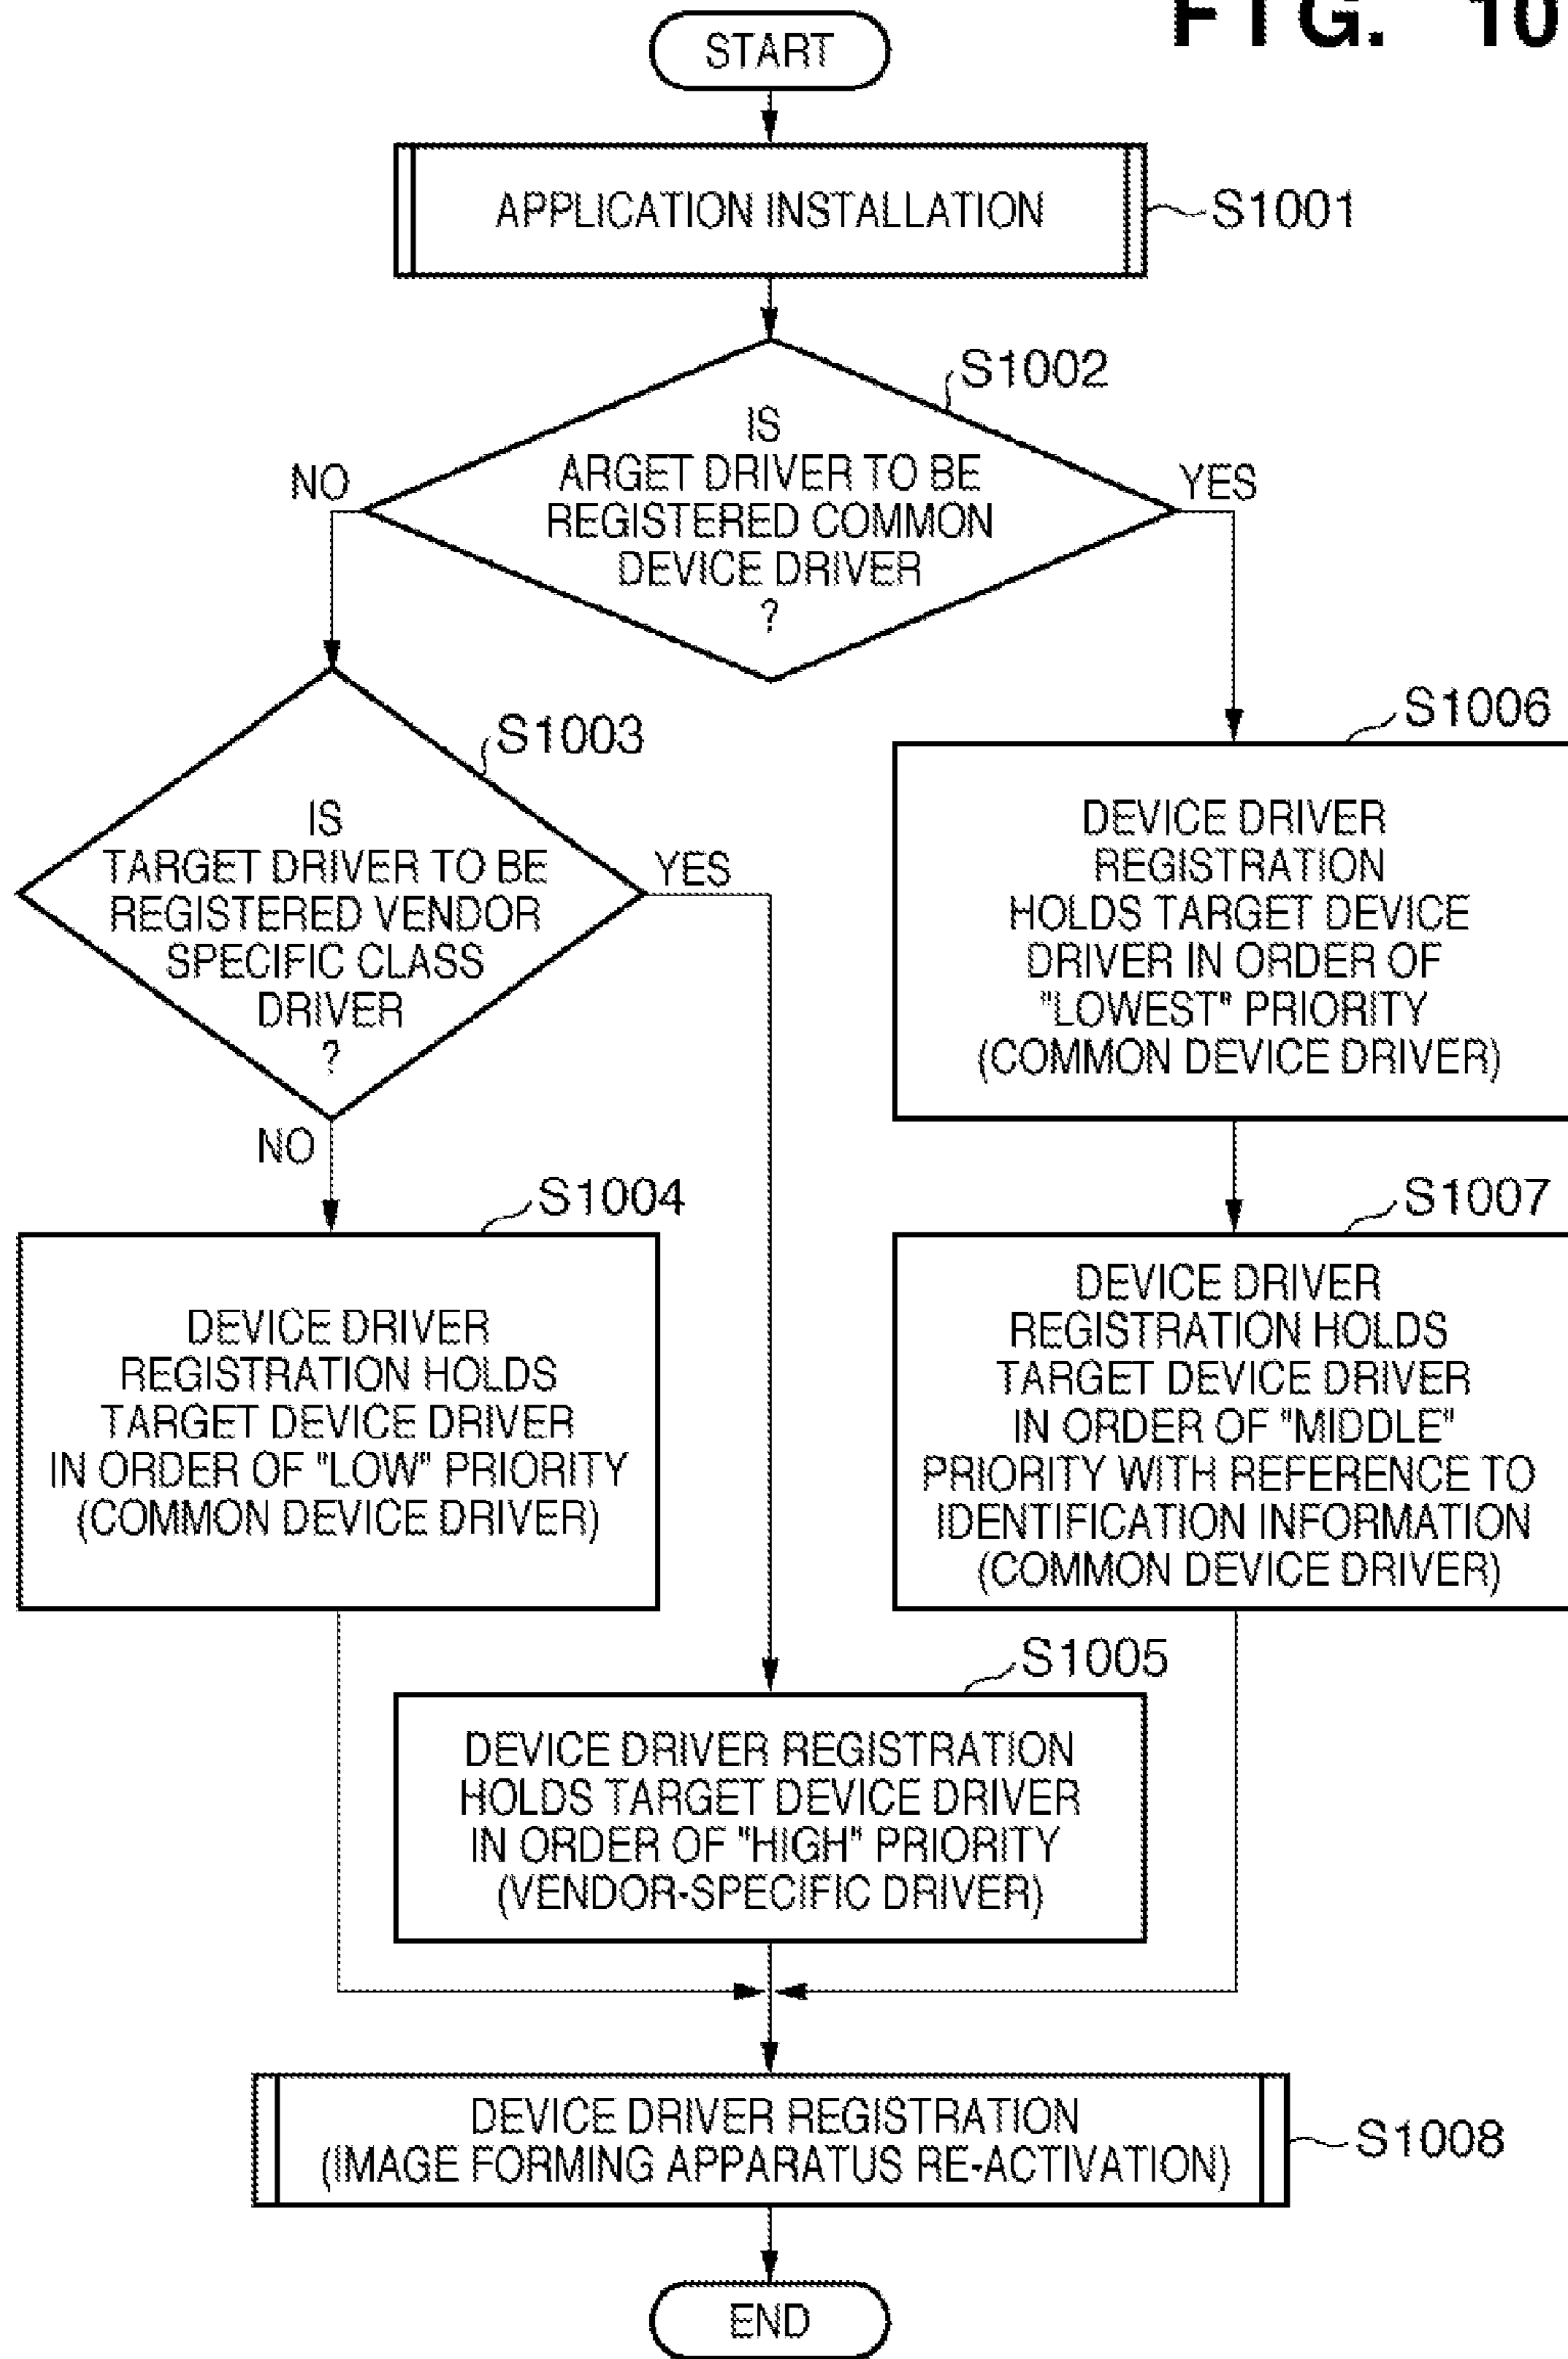 FIG. 10
START
APPLICATION INSTALLATION
S1001
S1002
IS
ARGET DRIVER TO BE
REGISTERED COMMON
DEVICE DRIVER
?
NO
YES
S1003
IS
TARGET DRIVER TO BE
REGISTERED VENDOR
SPECIFIC CLASS
DRIVER
?
YES
NO
S1006
DEVICE DRIVER
REGISTRATION
HOLDS TARGET DEVICE
DRIVER IN ORDER OF
"LOWEST" PRIORITY
(COMMON DEVICE DRIVER)
S1004
DEVICE DRIVER
REGISTRATION HOLDS
TARGET DEVICE DRIVER
IN ORDER OF "LOW" PRIORITY
(COMMON DEVICE DRIVER)
S1007
DEVICE DRIVER
REGISTRATION HOLDS
TARGET DEVICE DRIVER
IN ORDER OF "MIDDLE"
PRIORITY WITH REFERENCE TO
IDENTIFICATION INFORMATION
(COMMON DEVICE DRIVER)
S1005
DEVICE DRIVER REGISTRATION
HOLDS TARGET DEVICE DRIVER
IN ORDER OF "HIGH" PRIORITY
(VENDOR-SPECIFIC DRIVER)
DEVICE DRIVER REGISTRATION
(IMAGE FORMING APPARATUS RE-ACTIVATION)
S1008
END